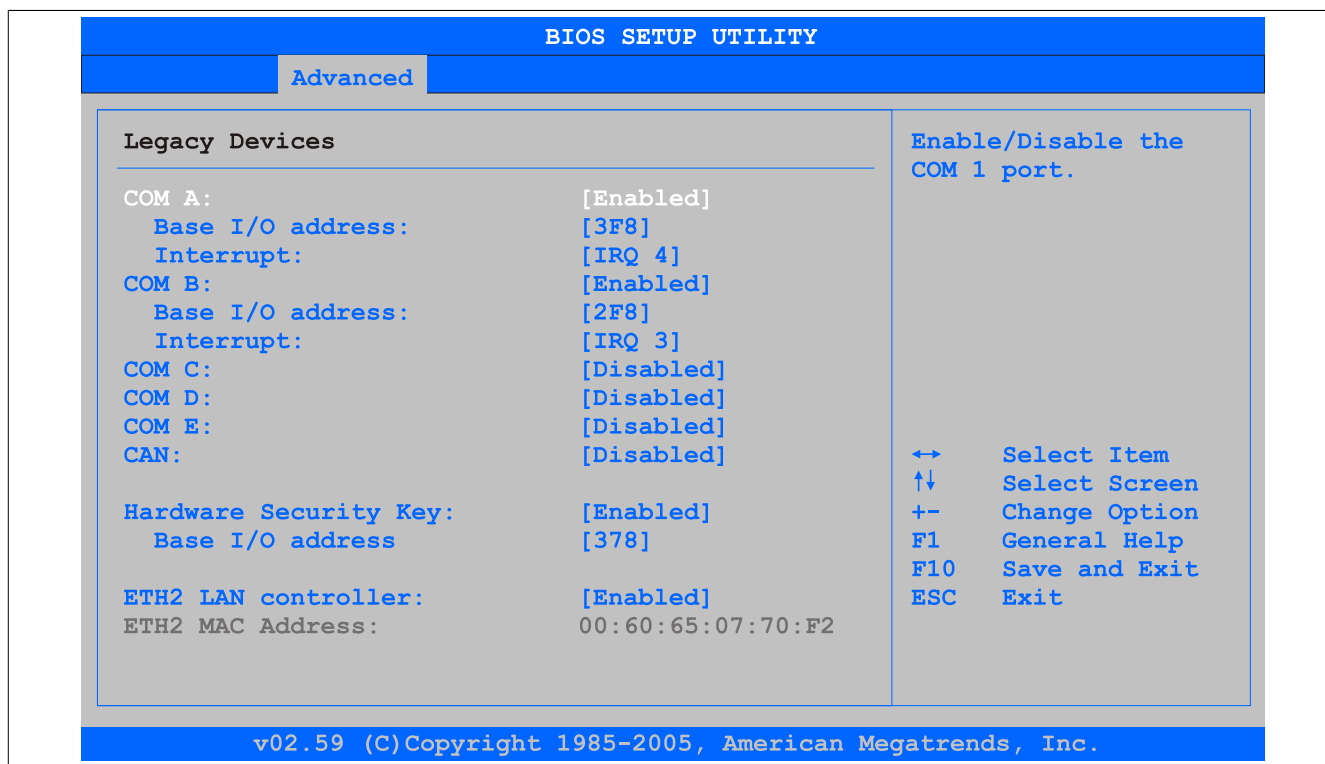 BIOS SETUP UTILITY
Advanced
Legacy Devices
COM A: [Enabled]
Base I/O address: [3F8]
Interrupt: [IRQ 4]
COM B: [Enabled]
Base I/O address: [2F8]
Interrupt: [IRQ 3]
COM C: [Disabled]
COM D: [Disabled]
COM E: [Disabled]
CAN: [Disabled]
Hardware Security Key: [Enabled]
Base I/O address [378]
ETH2 LAN controller: [Enabled]
ETH2 MAC Address: 00:60:65:07:70:F2
Enable/Disable the
COM 1 port.
↔ Select Item
↑↓ Select Screen
+- Change Option
F1 General Help
F10 Save and Exit
ESC Exit
v02.59 (C)Copyright 1985-2005, American Megatrends, Inc.